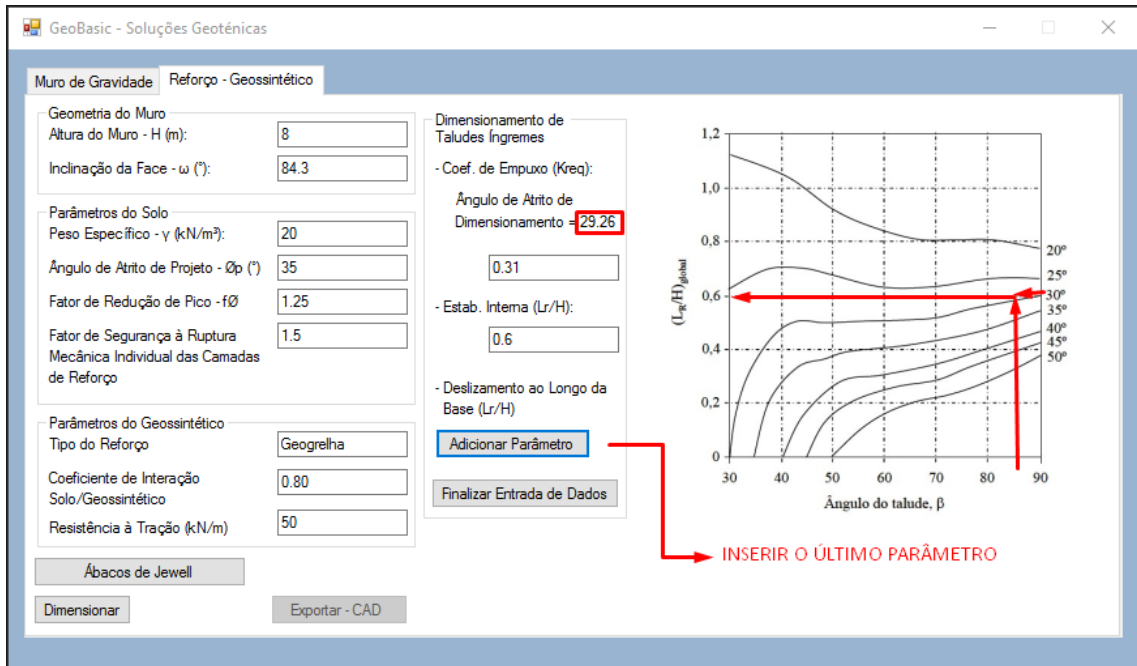 GeoBasic - Soluções Geoténicas
Muro de Gravidade
Reforço - Geossintético
Geometria do Muro
Altura do Muro - H (m):
8
Inclinação da Face - ω (°):
84.3
Parâmetros do Solo
Peso Específico - γ (kN/m³):
20
Ângulo de Atrito de Projeto - Øp (°)
35
Fator de Redução de Pico - fØ
1.25
Fator de Segurança à Ruptura
Mecânica Individual das Camadas
de Reforço
1.5
Parâmetros do Geossintético
Tipo do Reforço
Geogrelha
Coeficiente de Interação
Solo/Geossintético
0.80
Resistência à Tração (kN/m)
50
Ábacos de Jewell
Dimensionar
Exportar - CAD
Dimensionamento de
Taludes Íngremes
- Coef. de Empuxo (Kreq):
Ângulo de Atrito de
Dimensionamento = 29.26
0.31
- Estab. Interna (Lr/H):
0.6
- Deslizamento ao Longo da
Base (Lr/H)
Adicionar Parâmetro
Finalizar Entrada de Dados
(L_R/H)global
1,2
1,0
0,8
0,6
0,4
0,2
0
20º
25º
30º
35º
40º
45º
50º
30 40 50 60 70 80 90
Ângulo do talude, β
INSERIR O ÚLTIMO PARÂMETRO